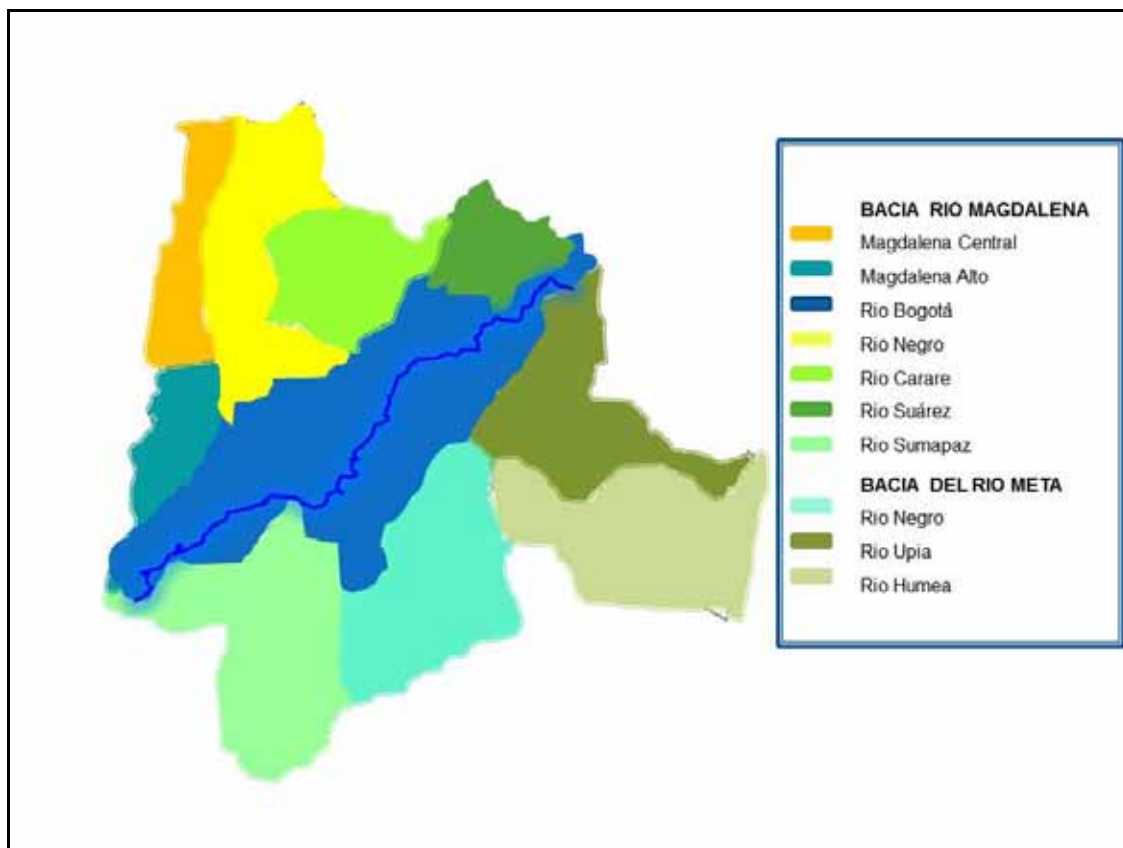 BACIA RIO MAGDALENA
Magdalena Central
Magdalena Alto
Rio Bogotá
Rio Negro
Rio Carare
Rio Suárez
Rio Sumapaz
BACIA DEL RIO META
Rio Negro
Rio Upia
Rio Humea